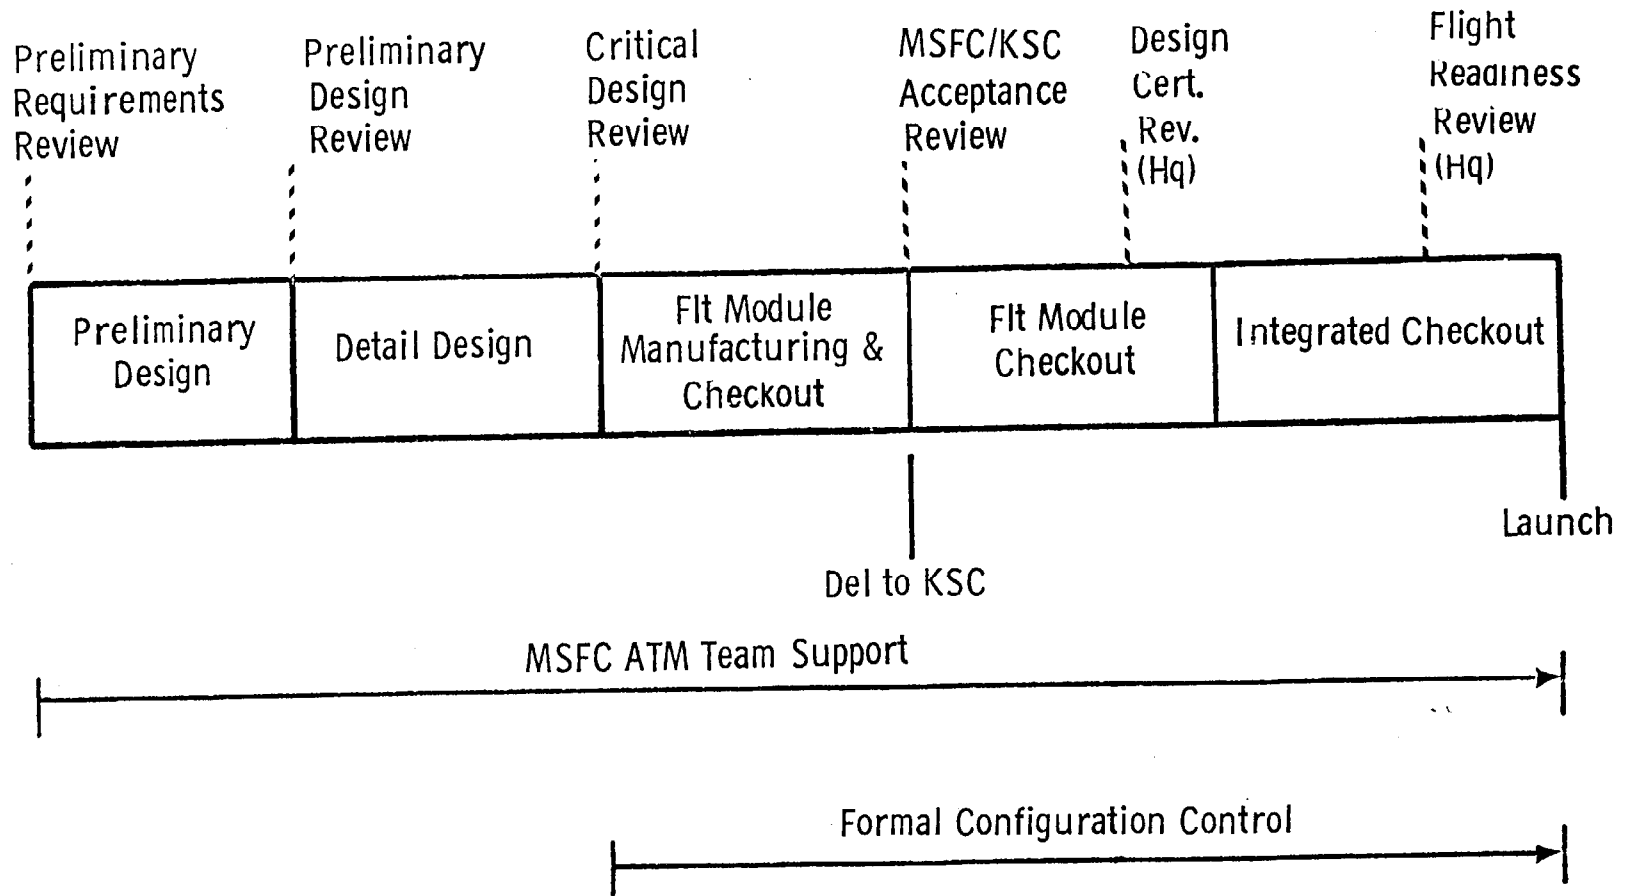 Preliminary
Requirements
Review
Preliminary
Design
Review
Critical
Design
Review
MSFC/KSC
Acceptance
Review
Design
Cert.
Rev.
(Hq)
Flight
Readiness
Review
(Hq)
Preliminary
Design
Detail Design
Flt Module
Manufacturing &
Checkout
Flt Module
Checkout
Integrated Checkout
Launch
Del to KSC
MSFC ATM Team Support
Formal Configuration Control